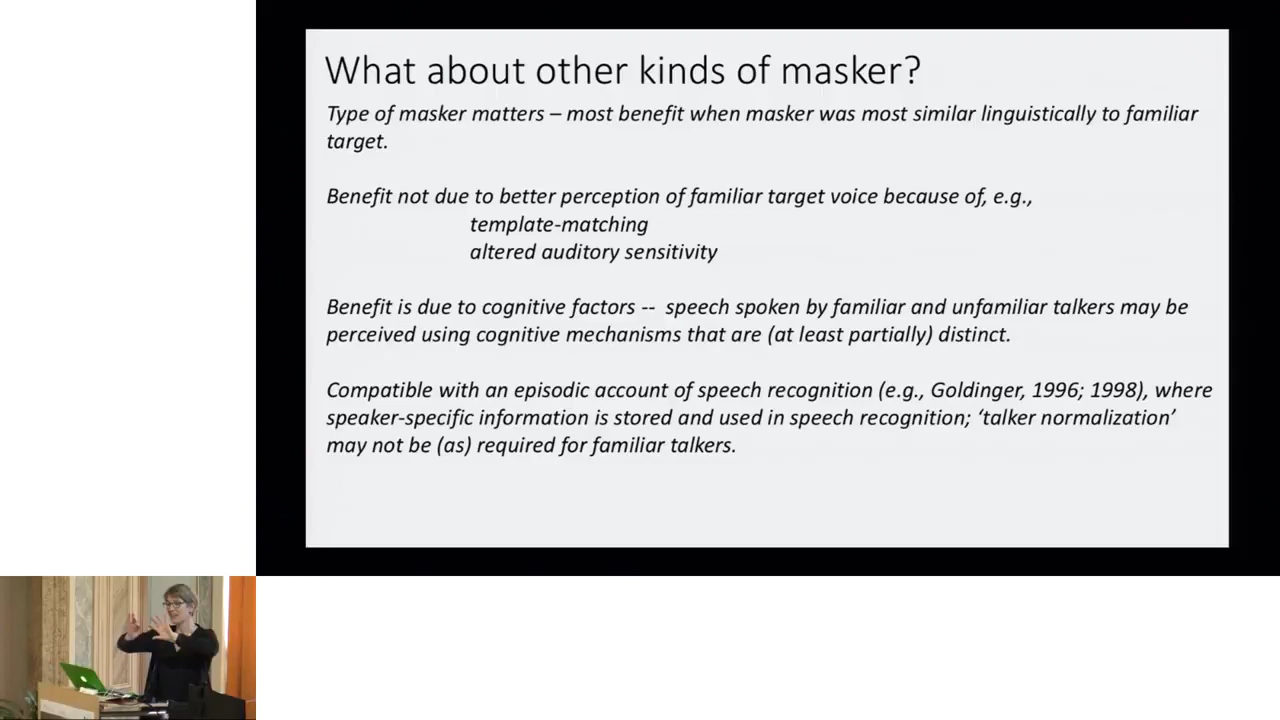 What about other kinds of masker?
Type of masker matters – most benefit when masker was most similar linguistically to familiar
target.
Benefit not due to better perception of familiar target voice because of, e.g.,
template-matching
altered auditory sensitivity
Benefit is due to cognitive factors -- speech spoken by familiar and unfamiliar talkers may be
perceived using cognitive mechanisms that are (at least partially) distinct.
Compatible with an episodic account of speech recognition (e.g., Goldinger, 1996; 1998), where
speaker-specific information is stored and used in speech recognition; ‘talker normalization’
may not be (as) required for familiar talkers.